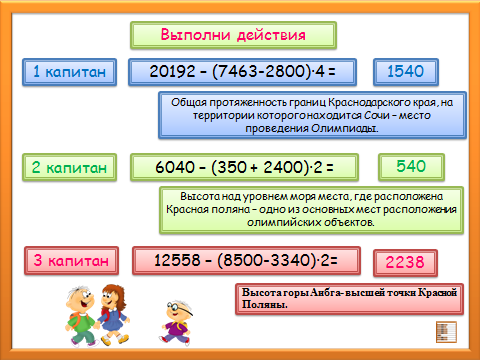 Выполни действия
1 капитан
20192 – (7463-2800)·4 =
1540
Общая протяженность границ Краснодарского края, на
территории которого находится Сочи – место
проведения Олимпиады.
2 капитан
6040 – (350 + 2400)·2 =
540
Высота над уровнем моря места, где расположена
Красная поляна – одно из основных мест расположения
олимпийских объектов.
3 капитан
12558 – (8500-3340)·2=
2238
Высота горы Аибга- высшей точки Красной
Поляны.